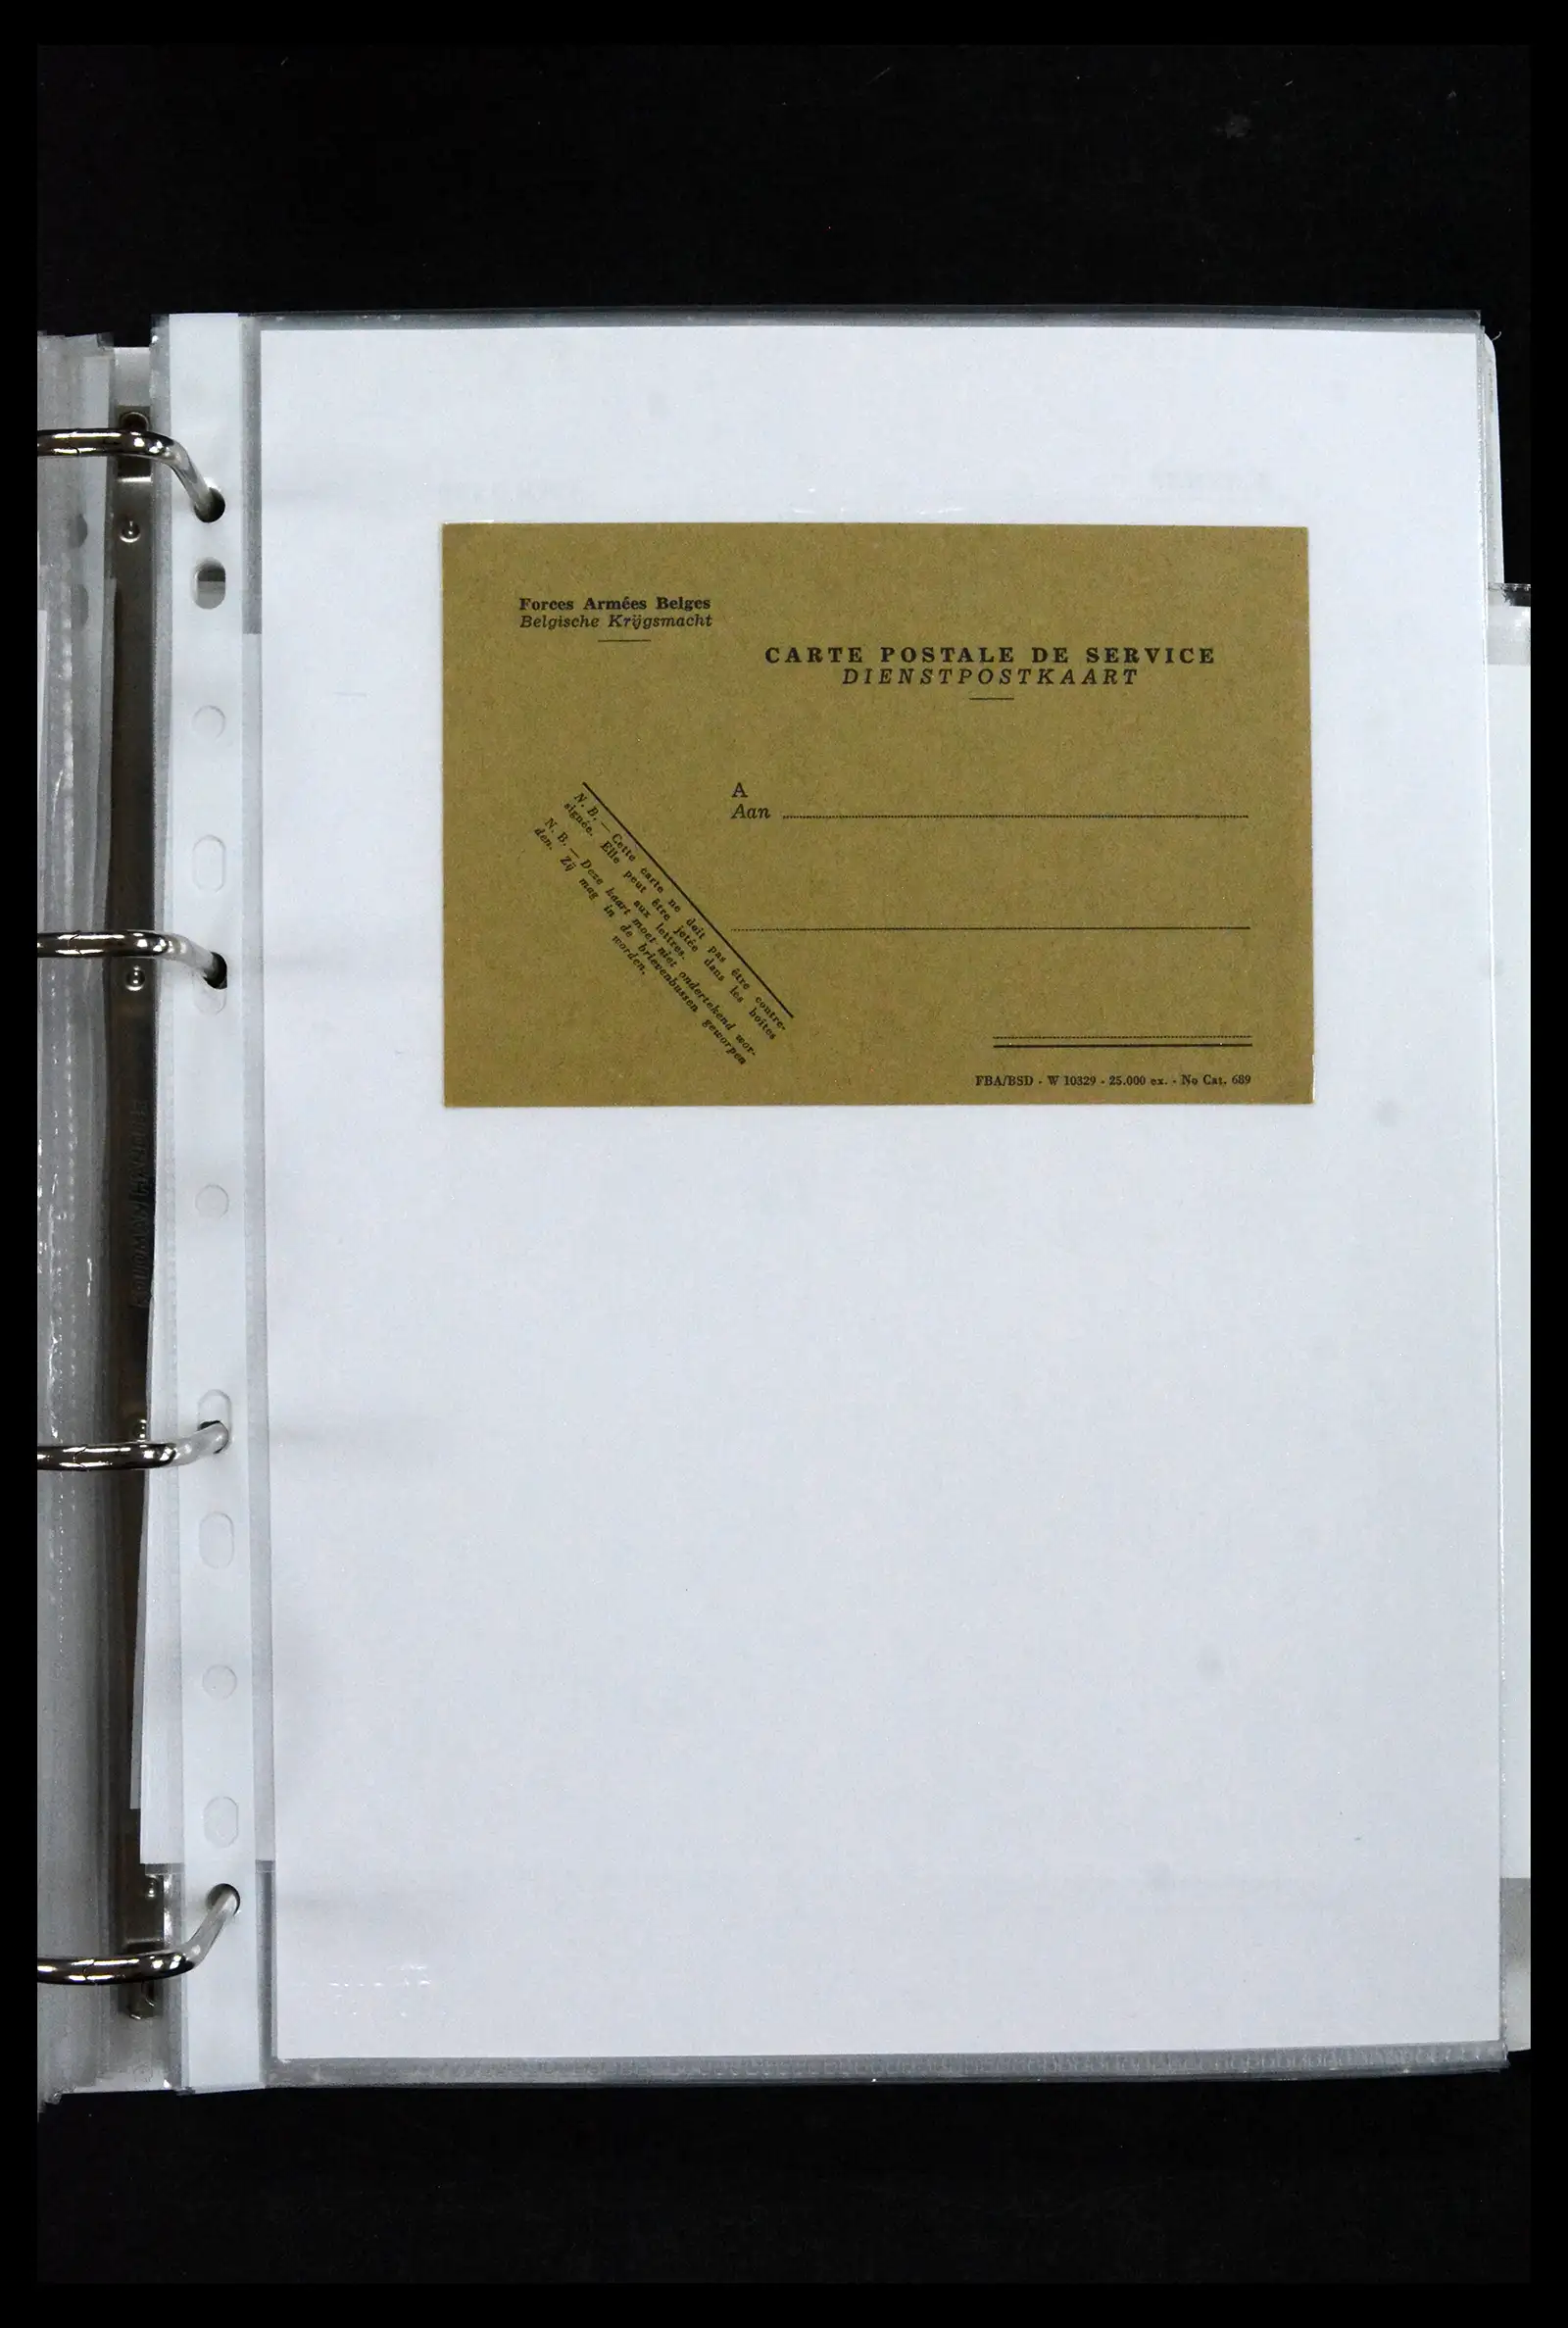 Forces Armées Belges
Belgische Krijgsmacht
CARTE POSTALE DE SERVICE
DIENSTPOSTKAART
A
Aan
N. B. — Cette carte ne doit pas être contre-
signée. Elle peut être jetée dans les boîtes
aux lettres.
N. B. — Deze kaart moet niet ondertekend wor-
den. Zij mag in de brievenbussen geworpen
worden.
FBA/BSD - W 10329 - 25.000 ex. - No Cat. 689